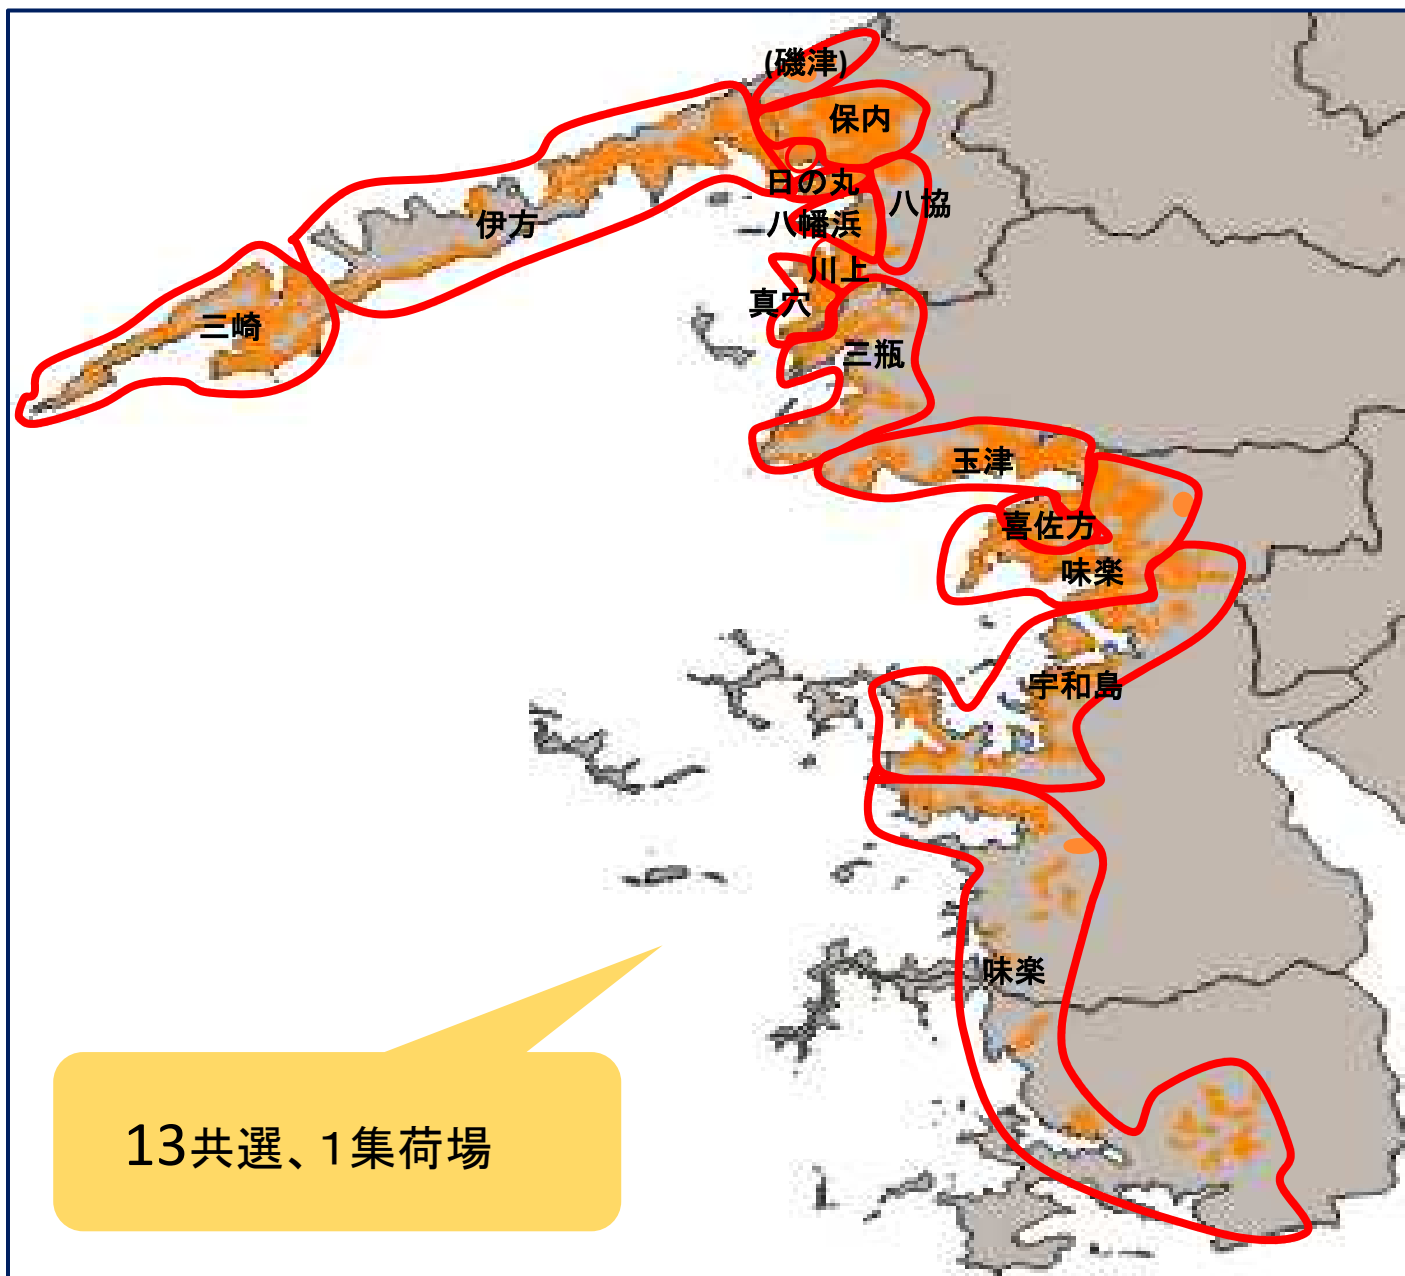 (磯津)
保内
日の丸
八協
八幡浜
伊方
川上
真穴
三崎
三瓶
玉津
喜佐方
味楽
宇和島
味楽
13共選、1集荷場